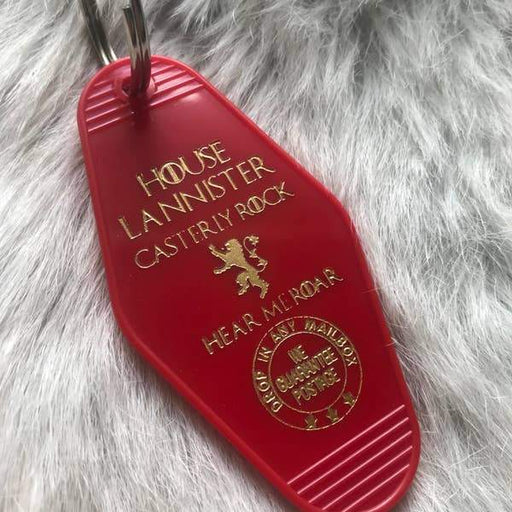 HOUSE
LANNISTER
CASTERLY ROCK
HEAR ME ROAR
DROP IN ANY MAILBOX
WE
GUARANTEE
POSTAGE